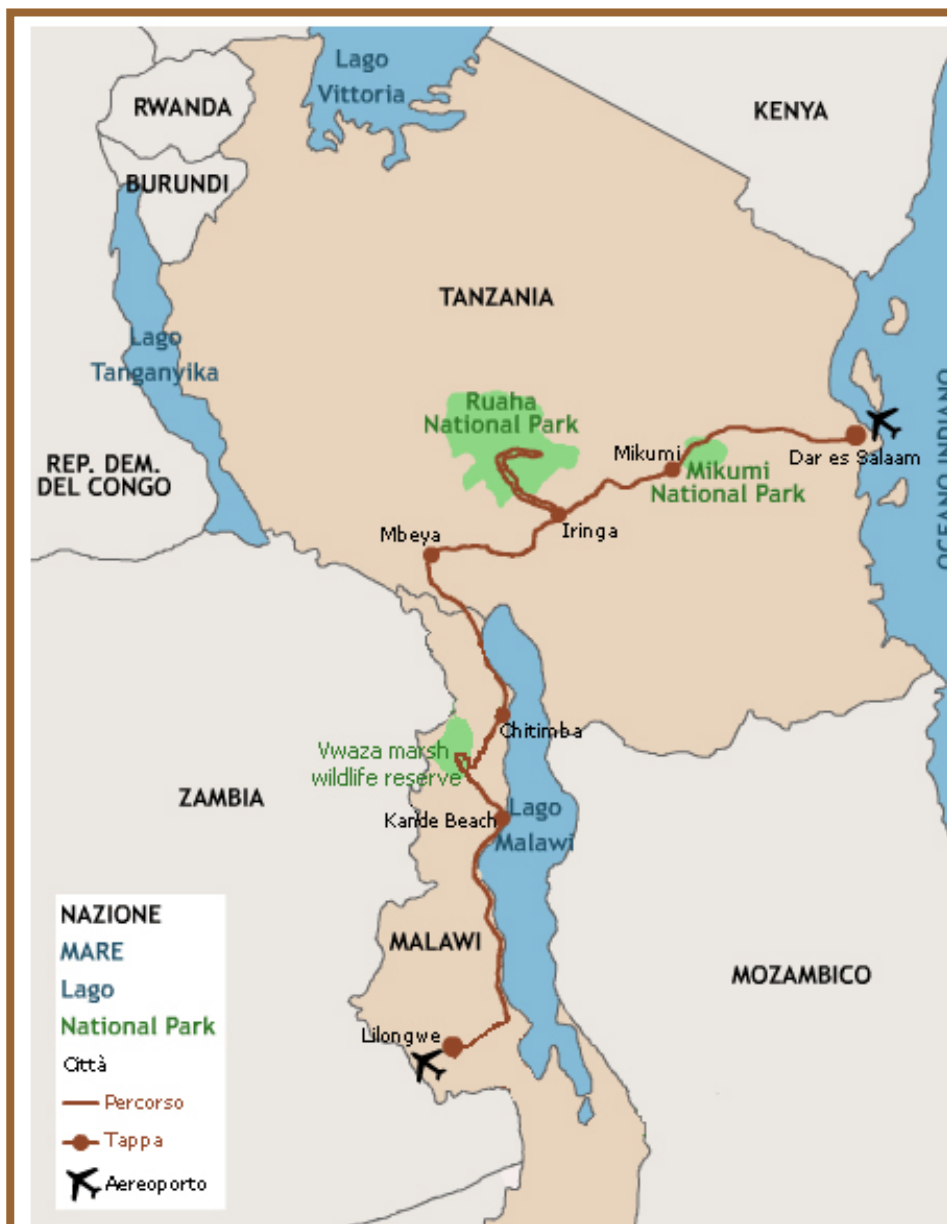 Lago
Vittoria
RWANDA
KENYA
BURUNDI
TANZANIA
Lago
Tanganyika
Ruaha
National Park
OCEANO INDIANO
Mikumi
Dar es Salaam
REP. DEM.
DEL CONGO
Mikumi
National Park
Mbeya
Iringa
Chitimba
Vwaza marsh
wildlife reserve
ZAMBIA
Kande Beach
Lago
Malawi
NAZIONE
MARE
Lago
National Park
Città
Percorso
Tappa
Aereoporto
MALAWI
MOZAMBICO
Lilongwe